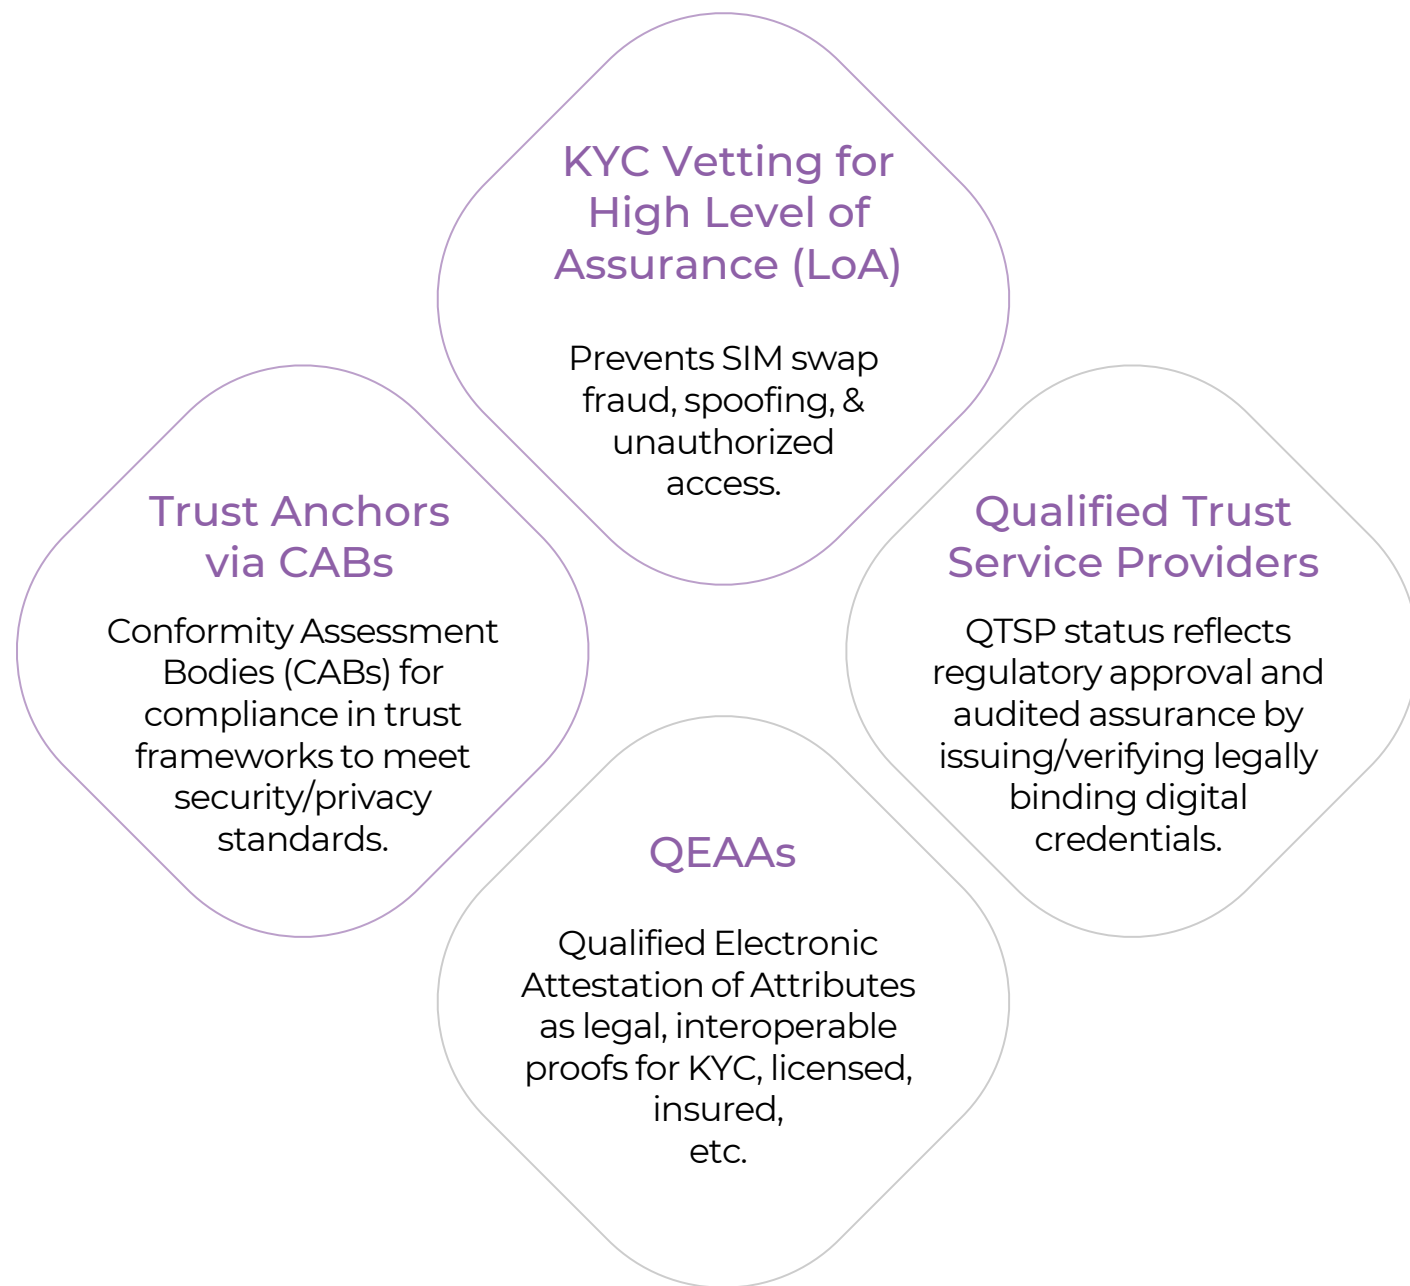 KYC Vetting for
High Level of
Assurance (LoA)
Prevents SIM swap
fraud, spoofing, &
unauthorized
access.
Trust Anchors
via CABs
Conformity Assessment
Bodies (CABs) for
compliance in trust
frameworks to meet
security/privacy
standards.
Qualified Trust
Service Providers
QTSP status reflects
regulatory approval and
audited assurance by
issuing/verifying legally
binding digital
credentials.
QEAAs
Qualified Electronic
Attestation of Attributes
as legal, interoperable
proofs for KYC, licensed,
insured,
etc.